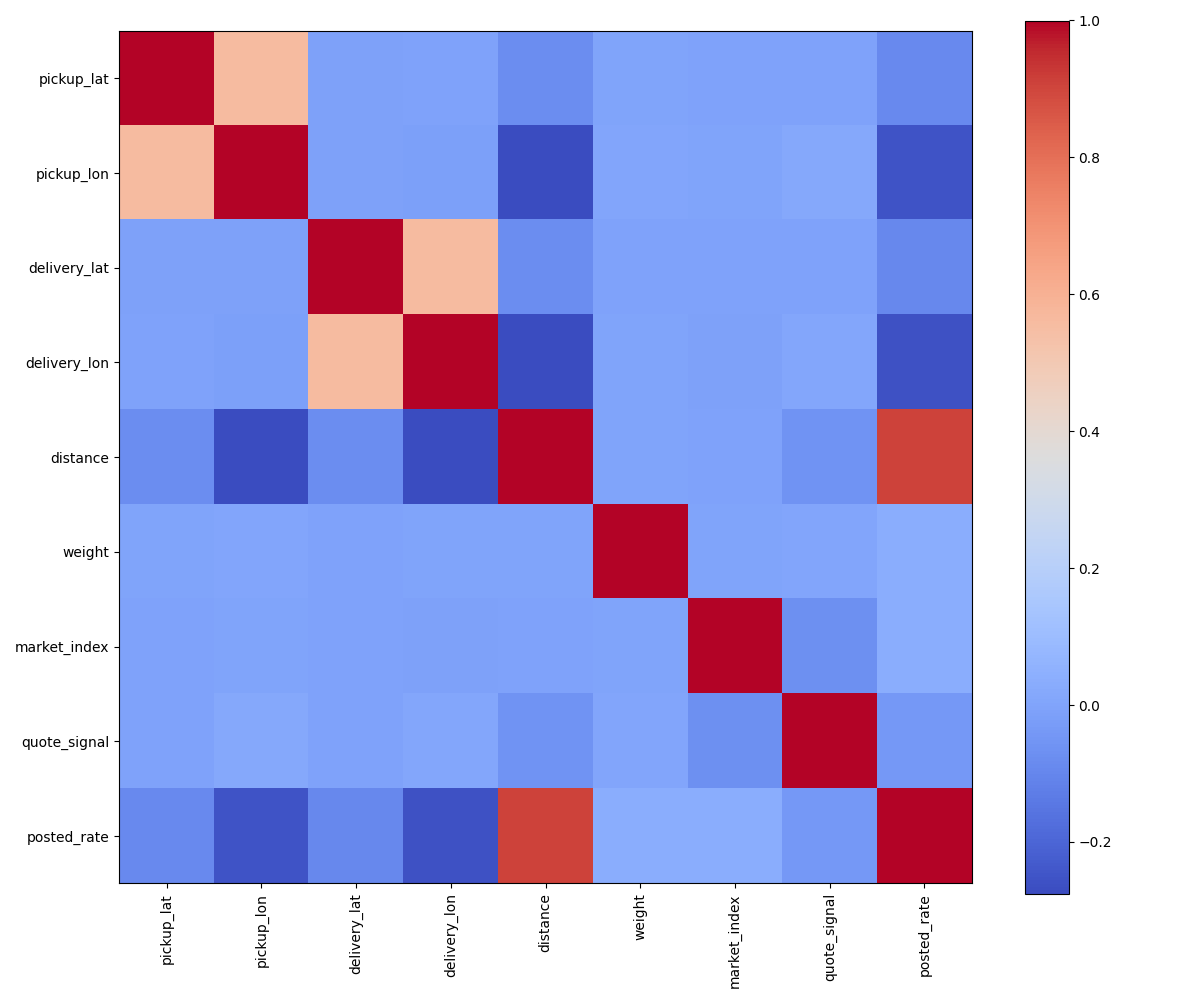 pickup_lat
pickup_lon
delivery_lat
delivery_lon
distance
weight
market_index
quote_signal
posted_rate
pickup_lat
pickup_lon
delivery_lat
delivery_lon
distance
weight
market_index
quote_signal
posted_rate
1.0
0.8
0.6
0.4
0.2
0.0
−0.2